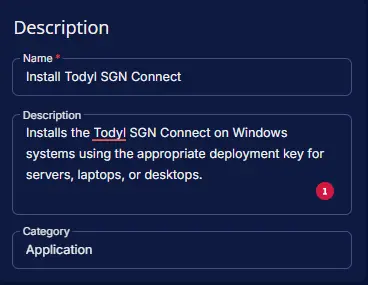 Description
Name *
Install Todyl SGN Connect
Description
Installs the Todyl SGN Connect on Windows
systems using the appropriate deployment key for
servers, laptops, or desktops.
1
Category
Application